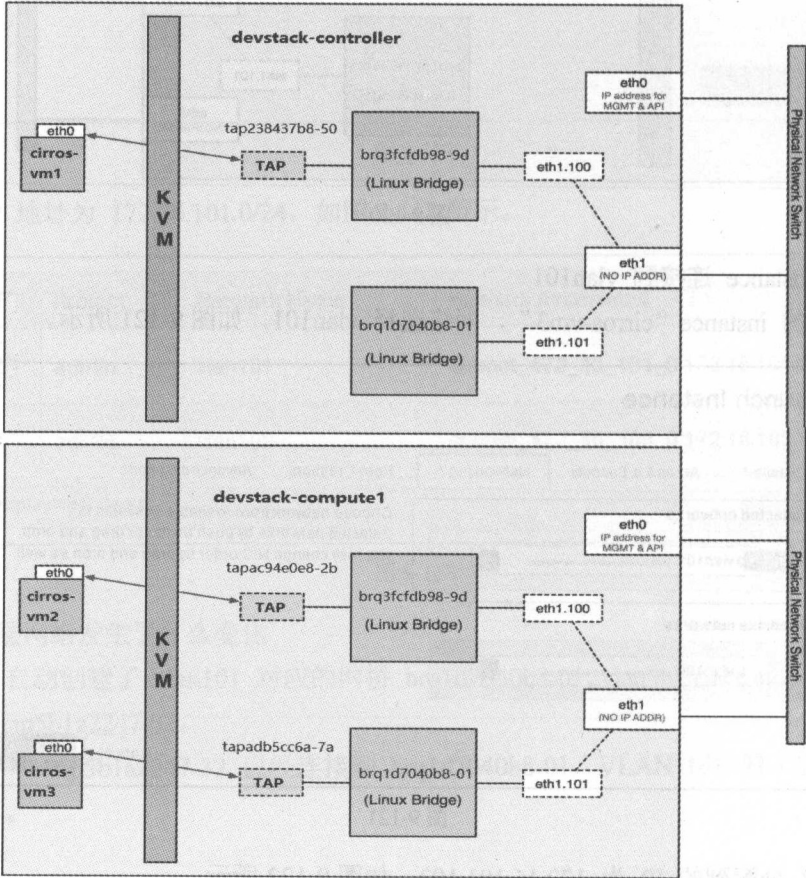 devstack-controller
eth0
IP address for
MGMT & API
tap238437b8-50
eth0
cirros-
vm1
KVM
TAP
brq3fcfdb98-9d
(Linux Bridge)
eth1.100
eth1
(NO IP ADDR)
brq1d7040b8-01
(Linux Bridge)
eth1.101
Physical Network Switch
devstack-compute1
eth0
IP address for
MGMT & API
tapac94e0e8-2b
eth0
cirros-
vm2
KVM
TAP
brq3fcfdb98-9d
(Linux Bridge)
eth1.100
eth1
(NO IP ADDR)
Physical Network Switch
tapadb5cc6a-7a
eth0
cirros-
vm3
TAP
brq1d7040b8-01
(Linux Bridge)
eth1.101